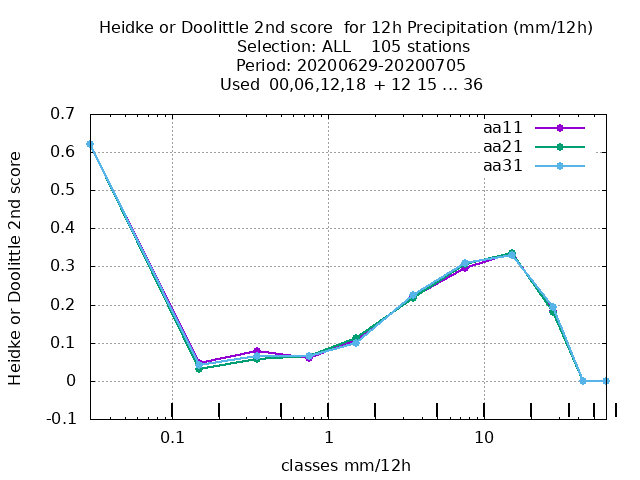 Heidke or Doolittle 2nd score  for 12h Precipitation (mm/12h)
Selection: ALL    105 stations
Period: 20200629-20200705
Used  00,06,12,18  + 12 15 ... 36
aa11
aa21
aa31
Heidke or Doolittle 2nd score
0.7
0.6
0.5
0.4
0.3
0.2
0.1
0
-0.1
0.1
1
10
classes mm/12h